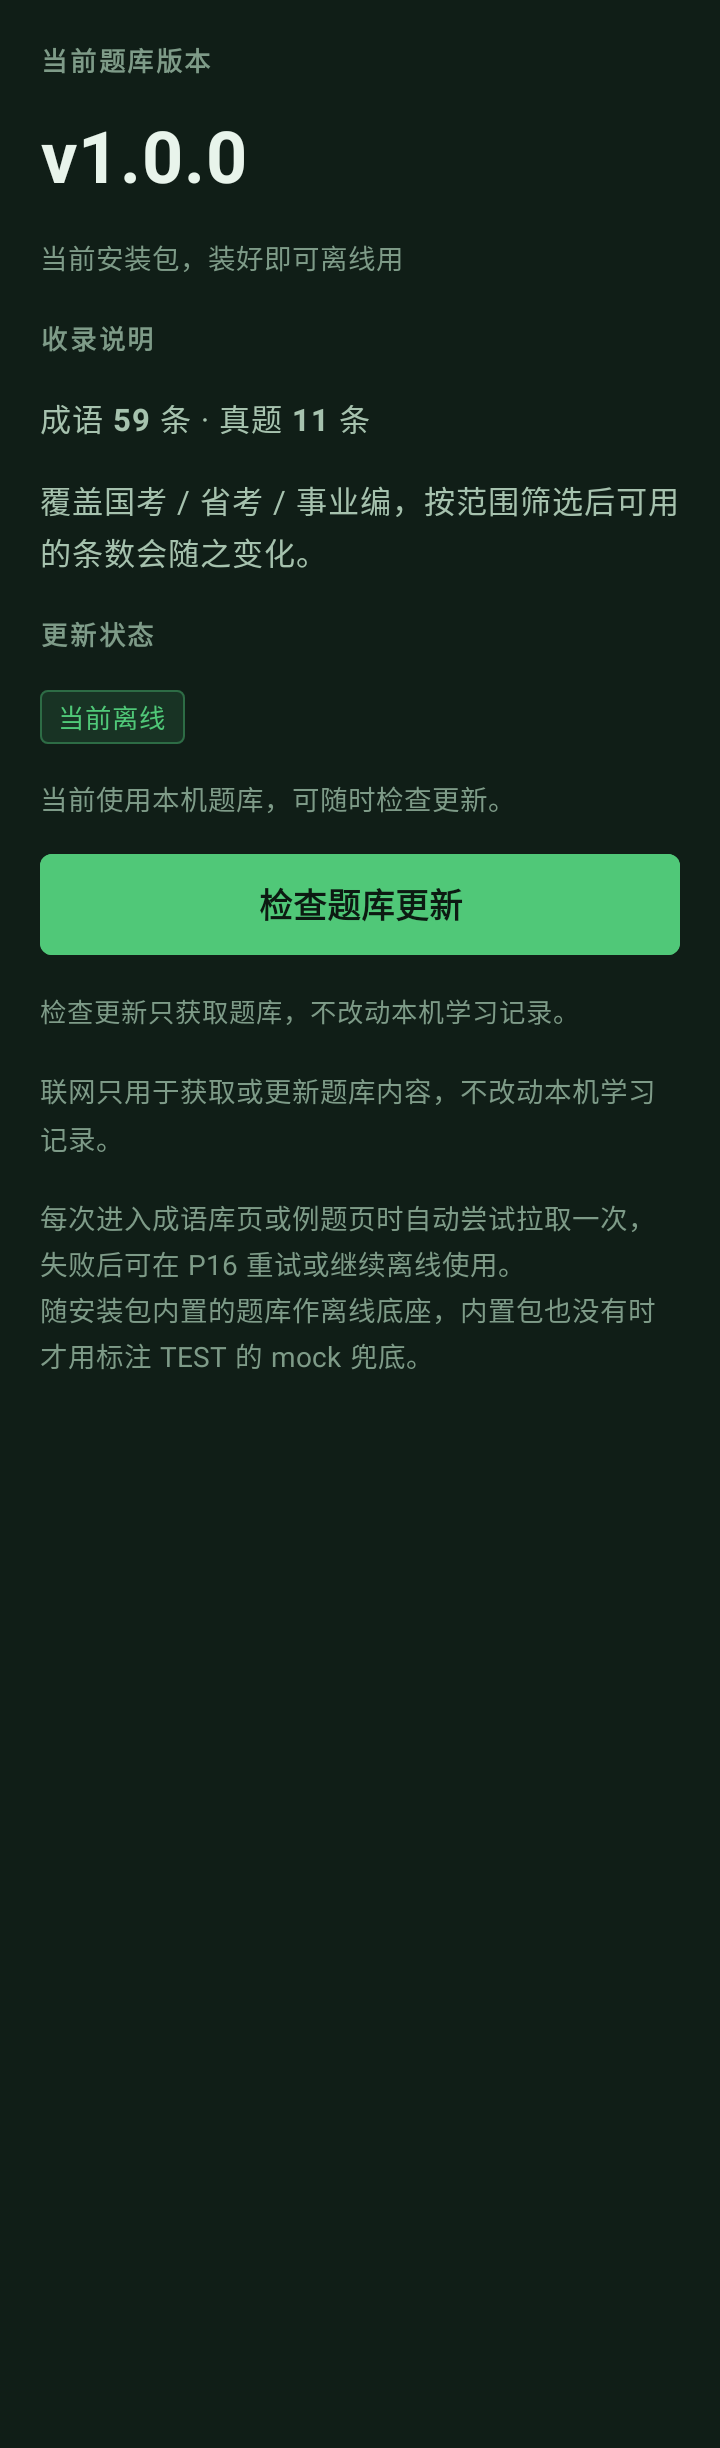 当前题库版本
v1.0.0
当前安装包，装好即可离线用
收录说明
成语 59 条 · 真题 11 条
覆盖国考 / 省考 / 事业编，按范围筛选后可用
的条数会随之变化。
更新状态
当前离线
当前使用本机题库，可随时检查更新。
检查题库更新
检查更新只获取题库，不改动本机学习记录。
联网只用于获取或更新题库内容，不改动本机学习
记录。
每次进入成语库页或例题页时自动尝试拉取一次，
失败后可在 P16 重试或继续离线使用。
随安装包内置的题库作离线底座，内置包也没有时
才用标注 TEST 的 mock 兜底。